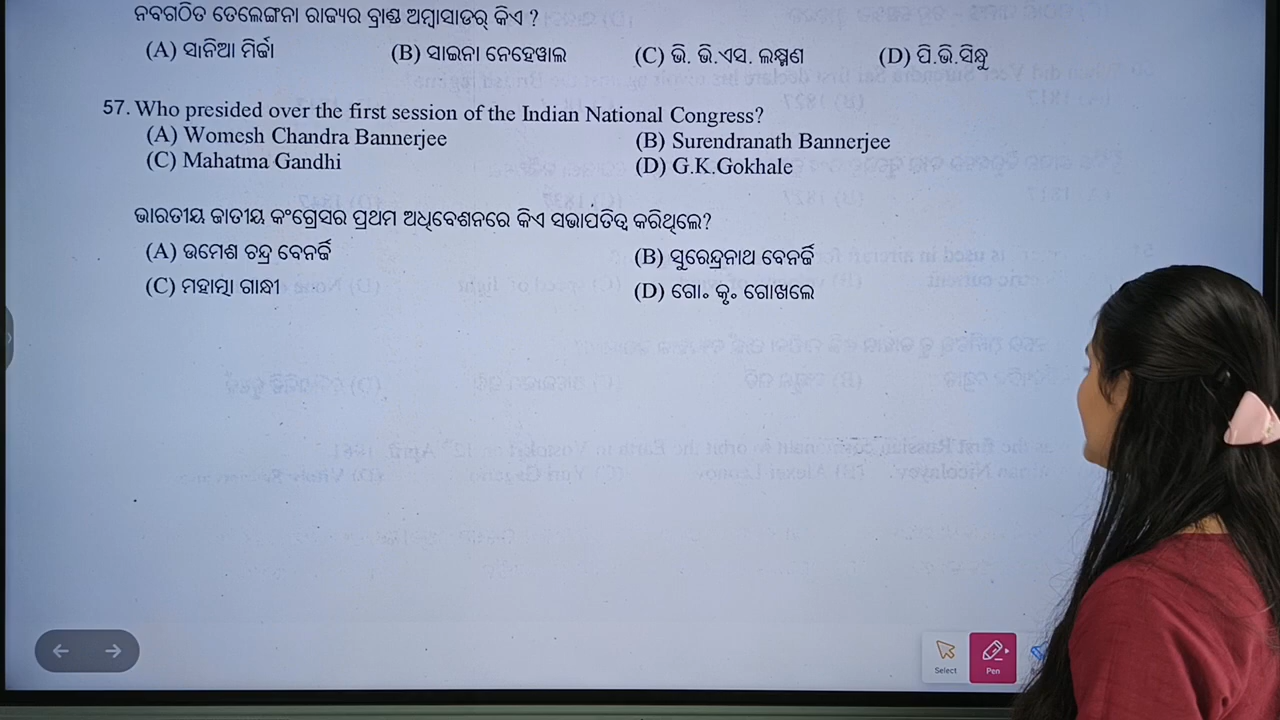 ନବଗଠିତ ତେଲେଙ୍ଗନା ରାଜ୍ୟର ବ୍ରାଣ୍ଡ ଅମ୍ବାସାଡର୍ କିଏ ?
(A) ସାନିଆ ମିର୍ଜା (B) ସାଇନା ନେହେୱାଲ (C) ଭି. ଭି.ଏସ. ଲକ୍ଷ୍ମଣ (D) ପି.ଭି.ସିନ୍ଧୁ
57. Who presided over the first session of the Indian National Congress?
(A) Womesh Chandra Bannerjee (B) Surendranath Bannerjee
(C) Mahatma Gandhi (D) G.K.Gokhale
ଭାରତୀୟ ଜାତୀୟ କଂଗ୍ରେସର ପ୍ରଥମ ଅଧିବେଶନରେ କିଏ ସଭାପତିତ୍ୱ କରିଥିଲେ?
(A) ଉମେଶ ଚନ୍ଦ୍ର ବେନର୍ଜି (B) ସୁରେନ୍ଦ୍ରନାଥ ବେନର୍ଜି
(C) ମହାତ୍ମା ଗାନ୍ଧୀ (D) ଗୋ॰ କୃ॰ ଗୋଖଲେ
Select Pen